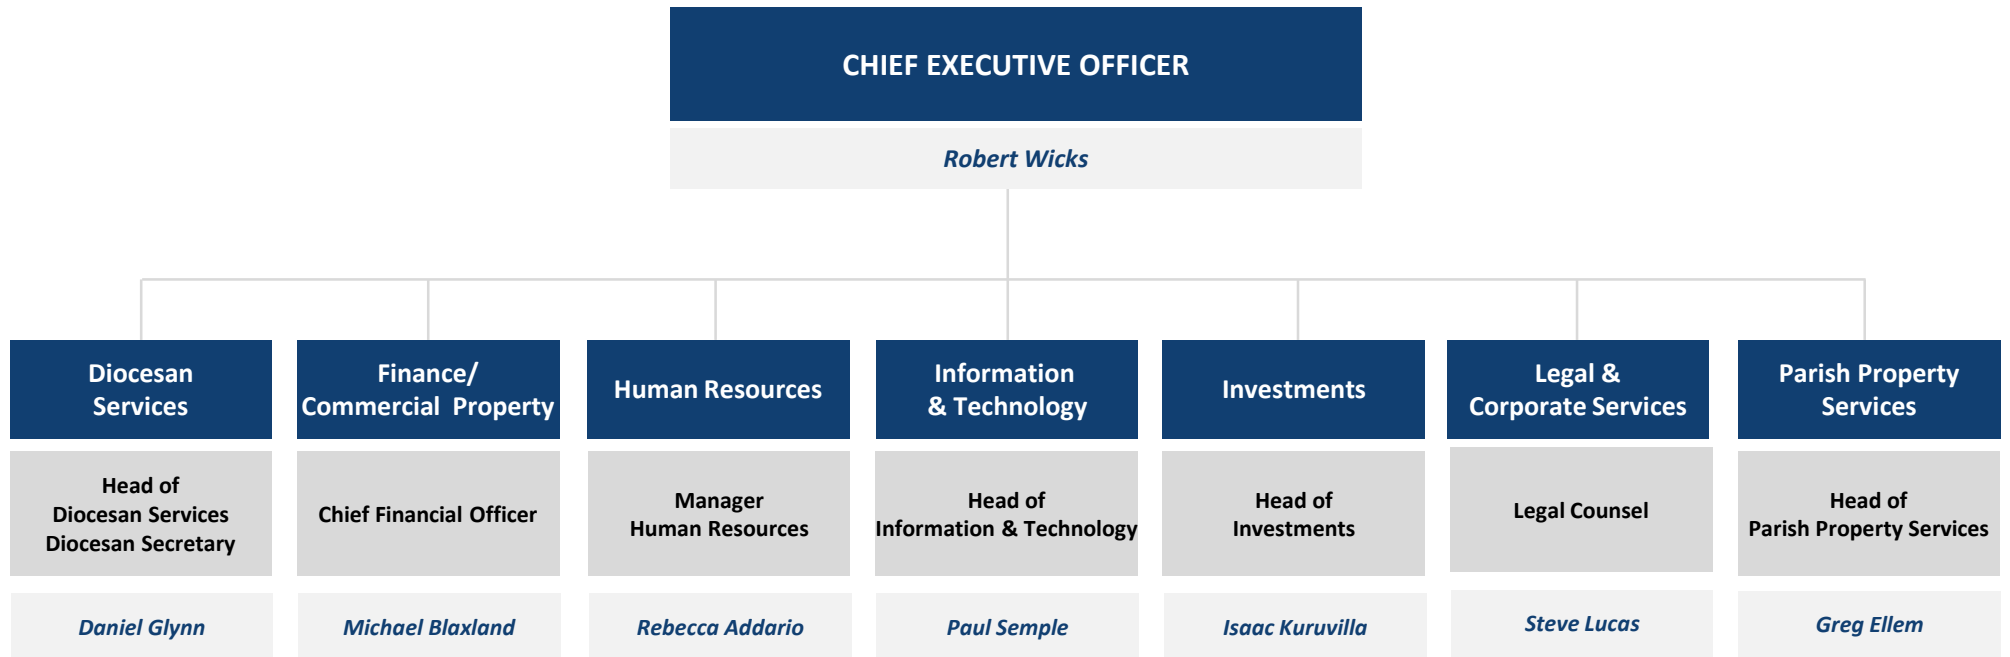 CHIEF EXECUTIVE OFFICER
Robert Wicks
Diocesan
Services
Finance/
Commercial Property
Human Resources
Information
& Technology
Investments
Legal &
Corporate Services
Parish Property
Services
Head of
Diocesan Services
Diocesan Secretary
Chief Financial Officer
Manager
Human Resources
Head of
Information & Technology
Head of
Investments
Legal Counsel
Head of
Parish Property Services
Daniel Glynn
Michael Blaxland
Rebecca Addario
Paul Semple
Isaac Kuruvilla
Steve Lucas
Greg Ellem